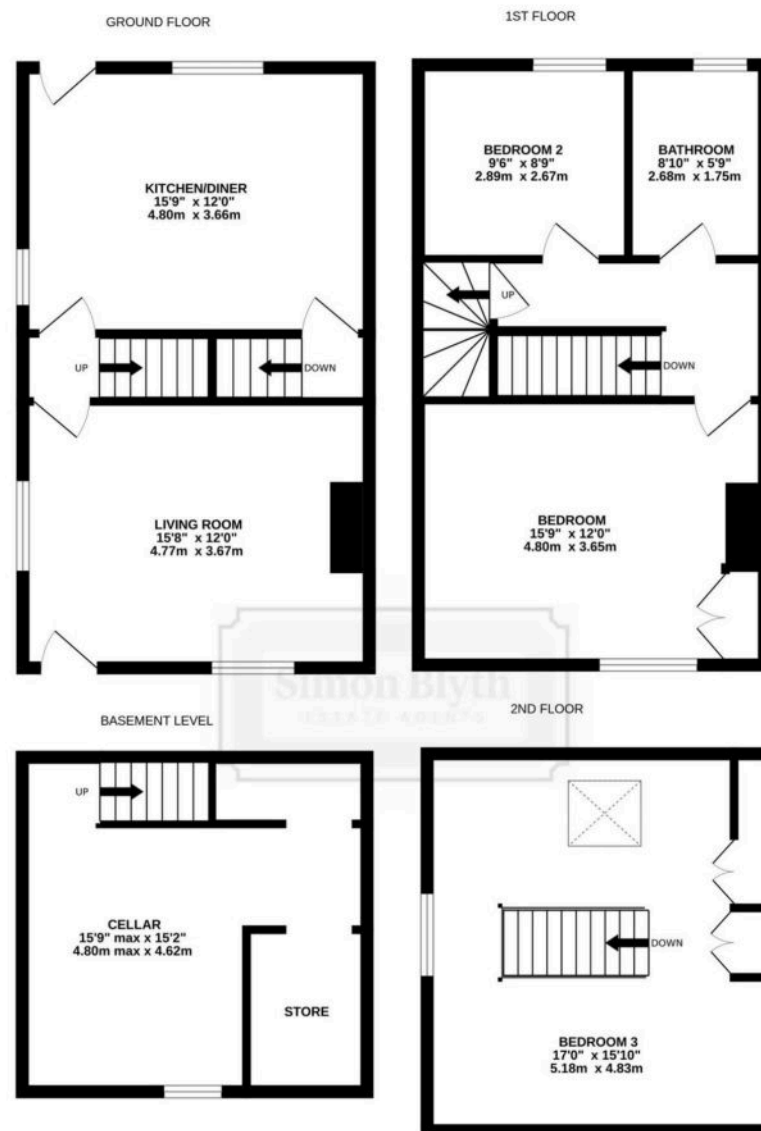 GROUND FLOOR
KITCHEN/DINER
15'9" x 12'0"
4.80m x 3.66m
UP
DOWN
LIVING ROOM
15'8" x 12'0"
4.77m x 3.67m
1ST FLOOR
BEDROOM 2
9'6" x 8'9"
2.89m x 2.67m
BATHROOM
8'10" x 5'9"
2.68m x 1.75m
UP
DOWN
BEDROOM
15'9" x 12'0"
4.80m x 3.65m
Simon Blyth
ESTATE AGENTS
BASEMENT LEVEL
UP
CELLAR
15'9" max x 15'2"
4.80m max x 4.62m
STORE
2ND FLOOR
DOWN
BEDROOM 3
17'0" x 15'10"
5.18m x 4.83m